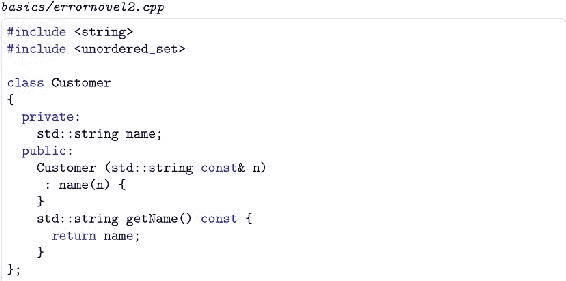 basics/errornovel2.cpp
#include <string>
#include <unordered_set>
class Customer
{
private:
std::string name;
public:
Customer (std::string const& n)
: name(n) {
}
std::string getName() const {
return name;
}
};